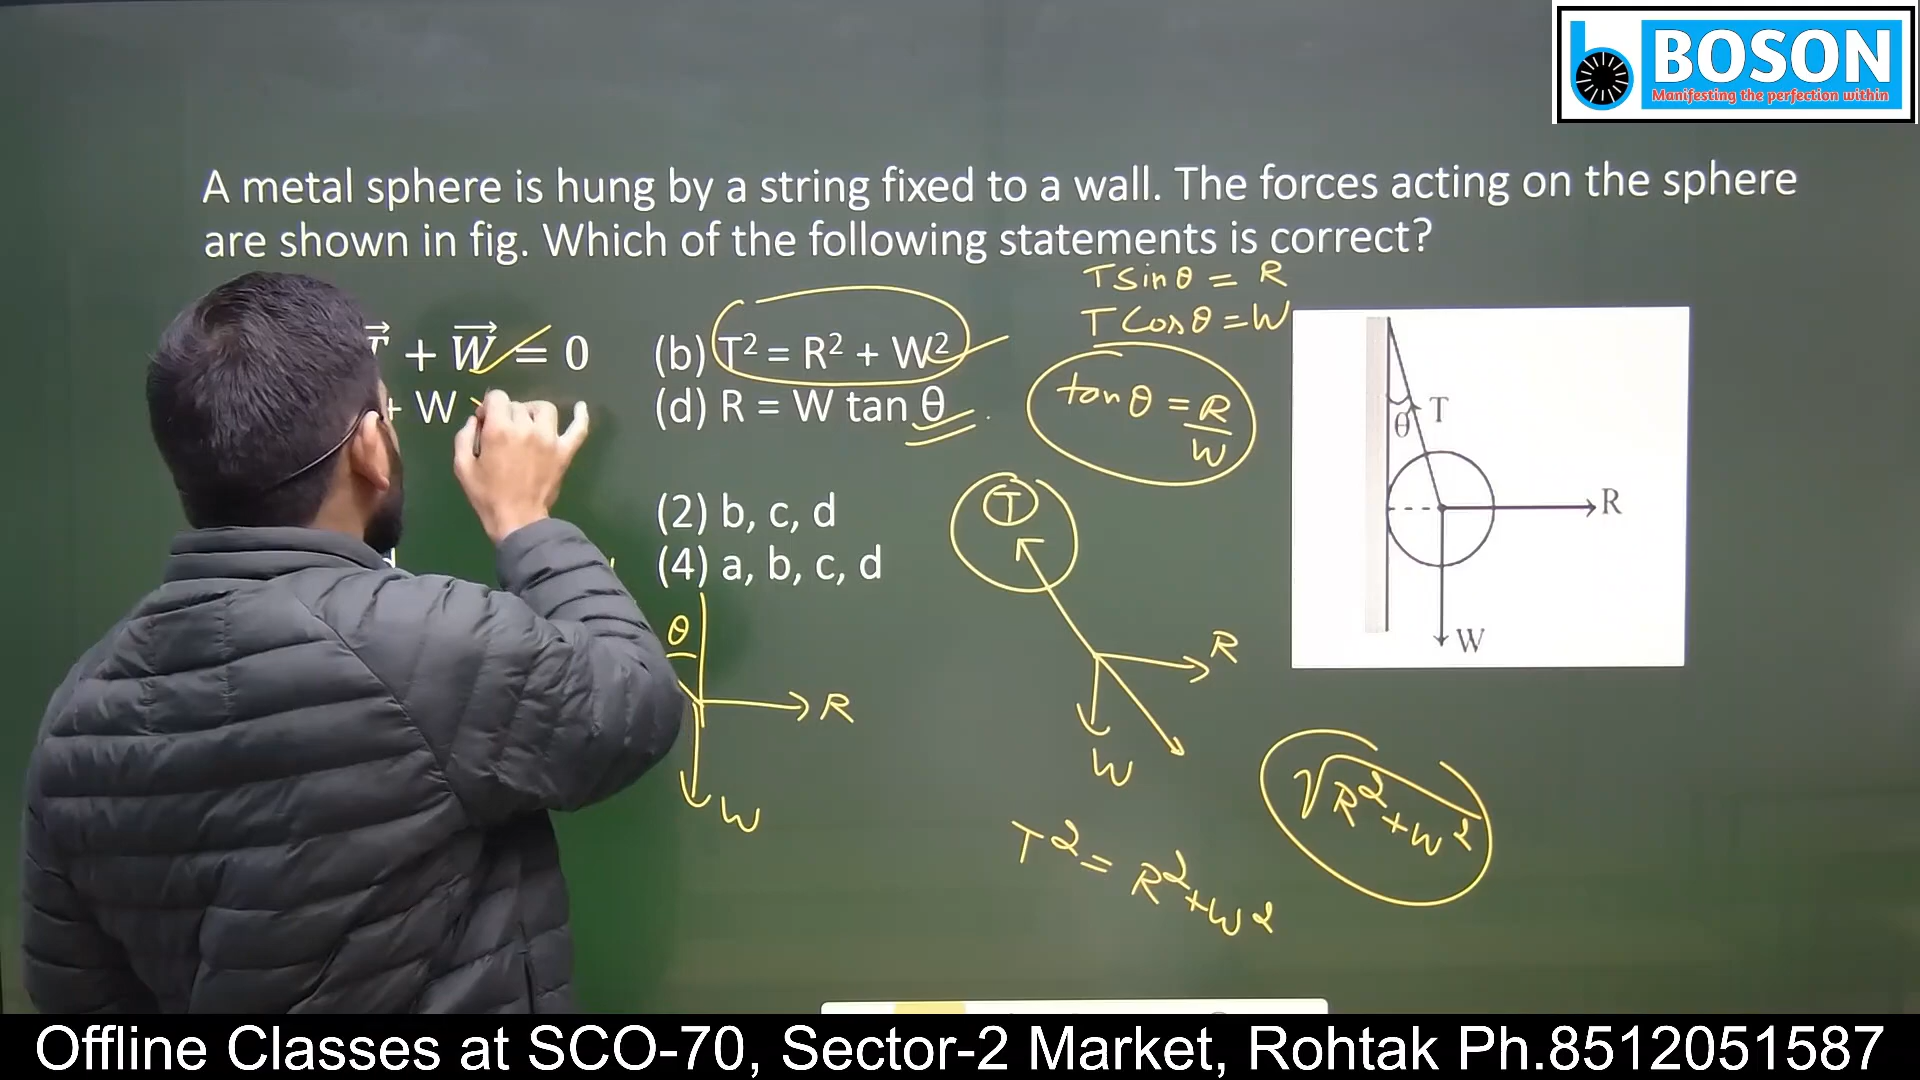 BOSON
Manifesting the perfection within
A metal sphere is hung by a string fixed to a wall. The forces acting on the sphere
are shown in fig. Which of the following statements is correct?
T sin θ = R
T cos θ = W
+ W⃗ = 0
(b) T² = R² + W²
+ W
(d) R = W tan θ
tan θ = R/W
(2) b, c, d
(4) a, b, c, d
θ
R
W
T
R
W
T² = R² + W²
√R² + W²
θ
T
R
W
Offline Classes at SCO-70, Sector-2 Market, Rohtak Ph.8512051587